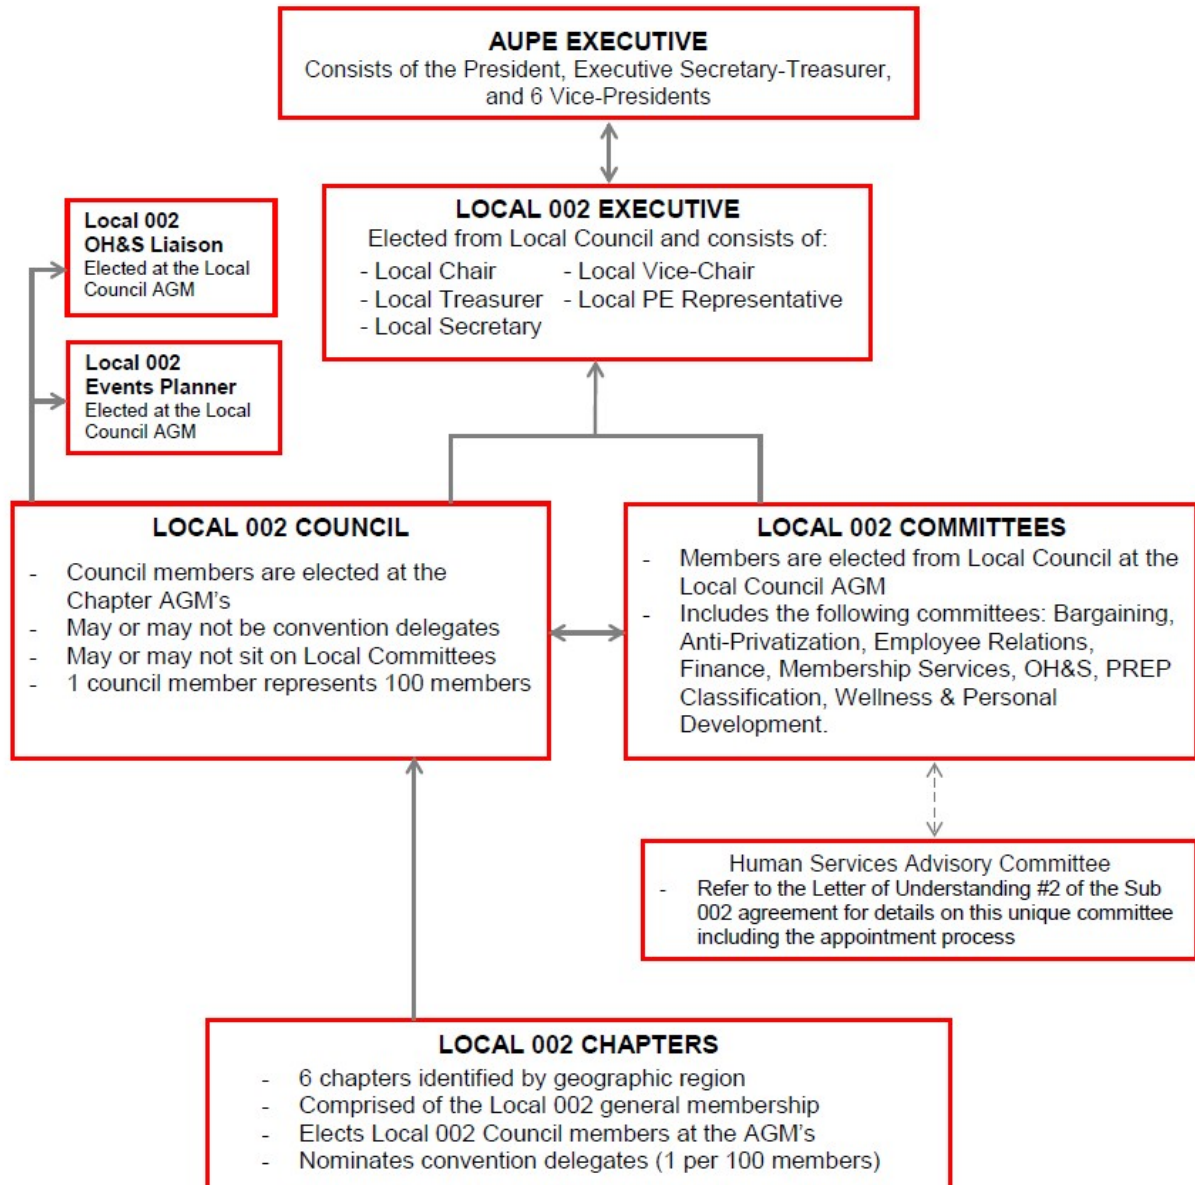 AUPE EXECUTIVE
Consists of the President, Executive Secretary-Treasurer,
and 6 Vice-Presidents
LOCAL 002 EXECUTIVE
Elected from Local Council and consists of:
- Local Chair - Local Vice-Chair
- Local Treasurer - Local PE Representative
- Local Secretary
Local 002
OH&S Liaison
Elected at the Local
Council AGM
Local 002
Events Planner
Elected at the Local
Council AGM
LOCAL 002 COUNCIL
- Council members are elected at the
Chapter AGM's
- May or may not be convention delegates
- May or may not sit on Local Committees
- 1 council member represents 100 members
LOCAL 002 COMMITTEES
- Members are elected from Local Council at the
Local Council AGM
- Includes the following committees: Bargaining,
Anti-Privatization, Employee Relations,
Finance, Membership Services, OH&S, PREP
Classification, Wellness & Personal
Development.
Human Services Advisory Committee
- Refer to the Letter of Understanding #2 of the Sub
002 agreement for details on this unique committee
including the appointment process
LOCAL 002 CHAPTERS
- 6 chapters identified by geographic region
- Comprised of the Local 002 general membership
- Elects Local 002 Council members at the AGM's
- Nominates convention delegates (1 per 100 members)